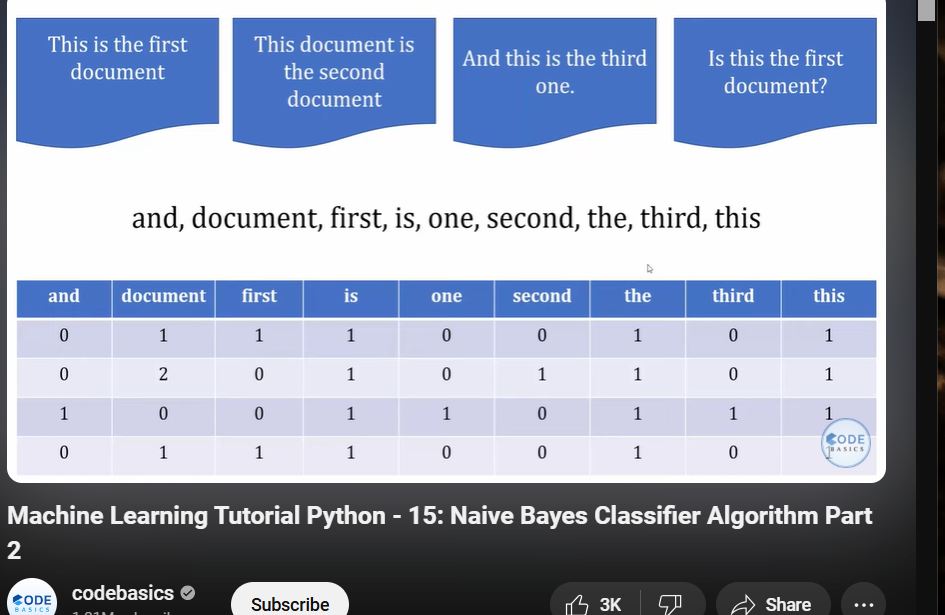 This is the first
document
This document is
the second
document
And this is the third
one.
Is this the first
document?
and, document, first, is, one, second, the, third, this
and document first is one second the third this
0 1 1 1 0 0 1 0 1
0 2 0 1 0 1 1 0 1
1 0 0 1 1 0 1 1 1
0 1 1 1 0 0 1 0 1
CODE
BASICS
Machine Learning Tutorial Python - 15: Naive Bayes Classifier Algorithm Part
2
CODE
BASICS
codebasics
Subscribe
3K
Share